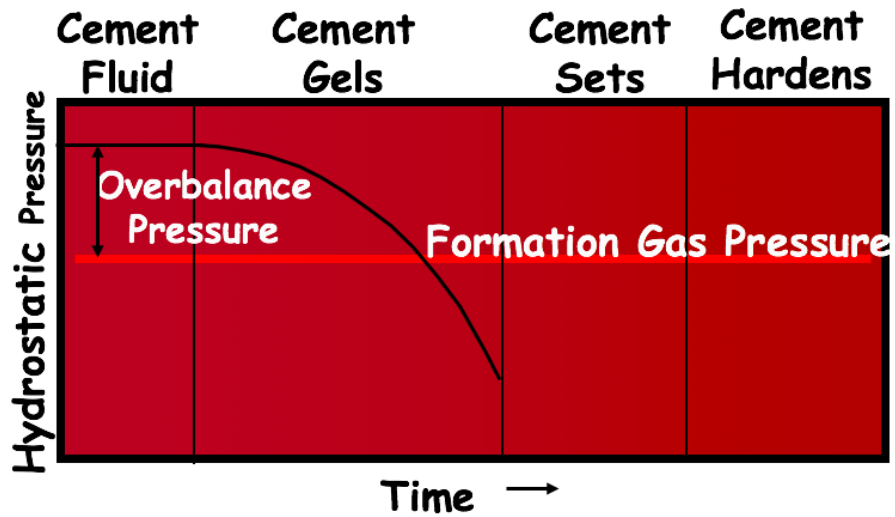 Cement Fluid
Cement Gels
Cement Sets
Cement Hardens
Hydrostatic Pressure
Overbalance
Pressure
Formation Gas Pressure
Time